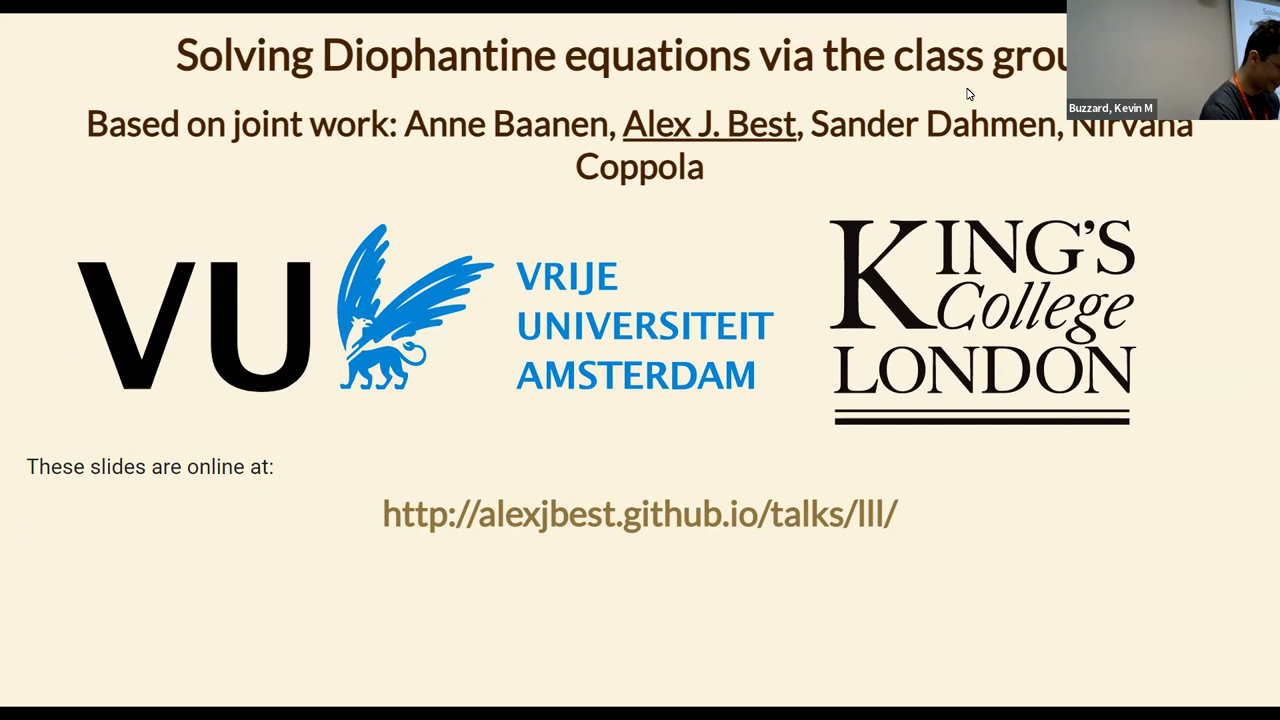 Solving Diophantine equations via the class grou
Based on joint work: Anne Baanen, Alex J. Best, Sander Dahmen, Nirvana
Coppola
Buzzard, Kevin M
VU
VRIJE
UNIVERSITEIT
AMSTERDAM
KING'S
College
LONDON
These slides are online at:
http://alexjbest.github.io/talks/lll/